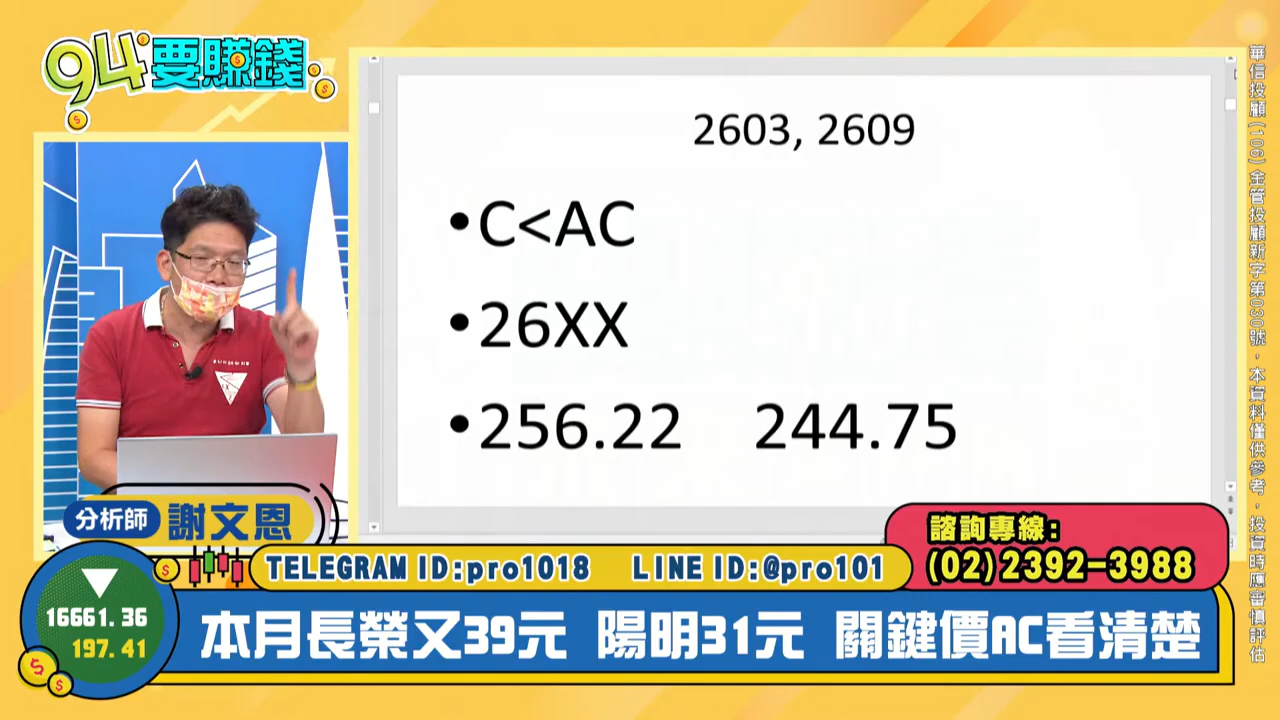 94要賺錢
2603, 2609
•C<AC
•26XX
•256.22 244.75
分析師 謝文恩
諮詢專線:
(02)2392-3988
TELEGRAM ID:pro1018 LINE ID:@pro101
16661.36
197.41
本月長榮又39元 陽明31元 關鍵價AC看清楚
華信投顧(106)金管投顧新字第030號,本資料僅供參考,投資時應審慎評估